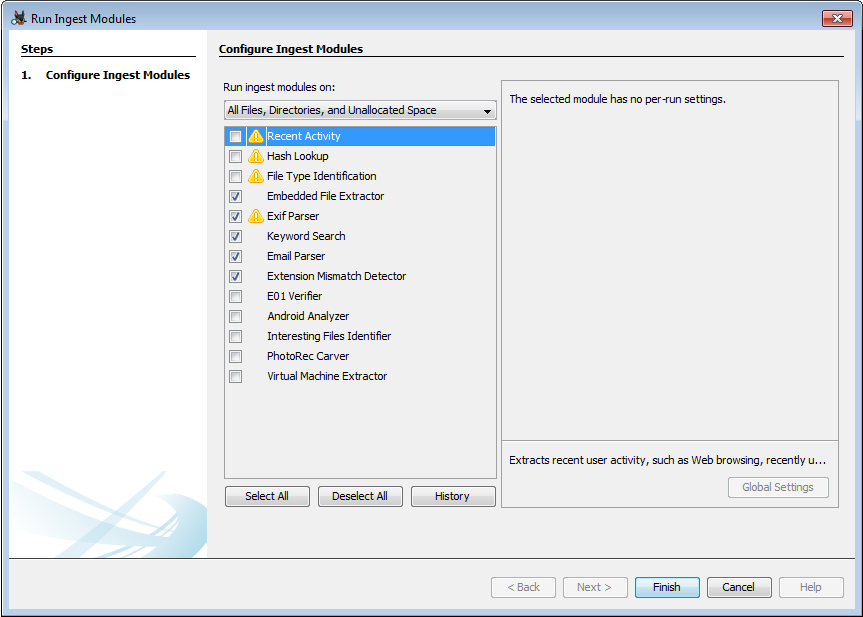 Run Ingest Modules
Steps
1. Configure Ingest Modules
Configure Ingest Modules
Run ingest modules on:
All Files, Directories, and Unallocated Space
Recent Activity
Hash Lookup
File Type Identification
Embedded File Extractor
Exif Parser
Keyword Search
Email Parser
Extension Mismatch Detector
E01 Verifier
Android Analyzer
Interesting Files Identifier
PhotoRec Carver
Virtual Machine Extractor
Select All
Deselect All
History
The selected module has no per-run settings.
Extracts recent user activity, such as Web browsing, recently u...
Global Settings
< Back
Next >
Finish
Cancel
Help